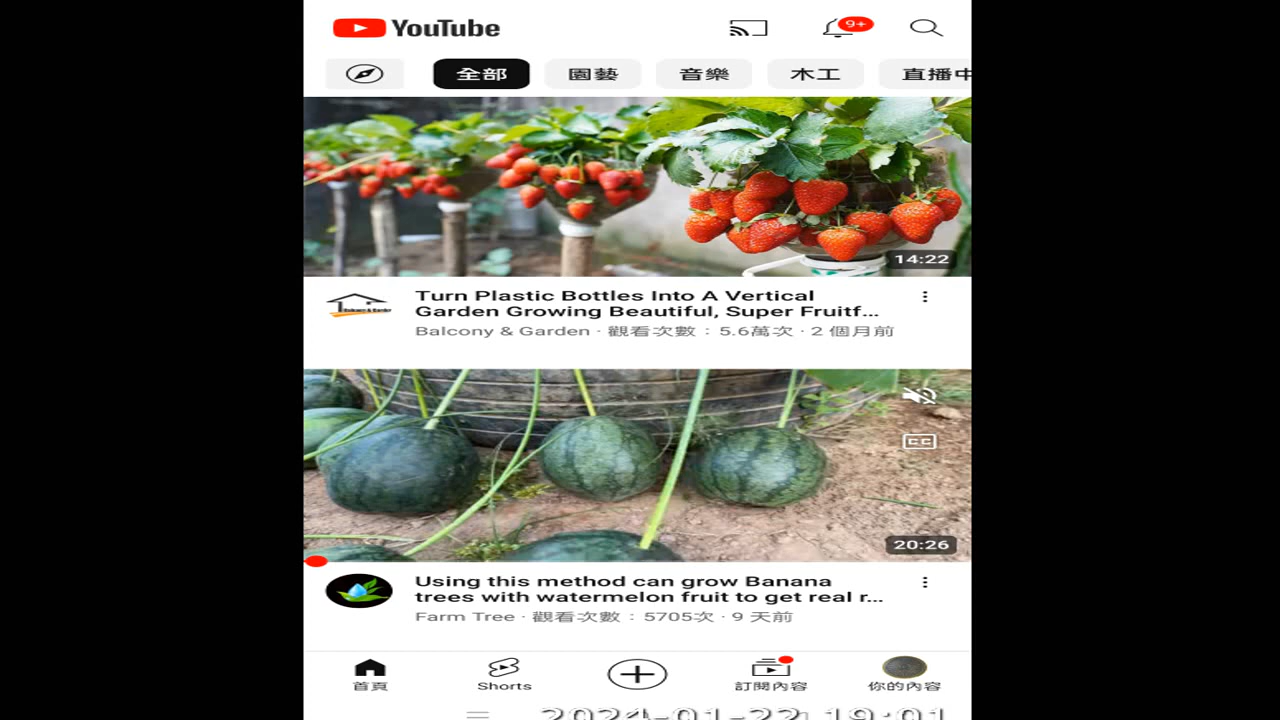 YouTube
9+
全部 園藝 音樂 木工 直播中
14:22
Turn Plastic Bottles Into A Vertical
Garden Growing Beautiful, Super Fruitf...
Balcony & Garden · 觀看次數：5.6萬次 · 2 個月前
CC
20:26
Using this method can grow Banana
trees with watermelon fruit to get real r...
Farm Tree · 觀看次數：5705次 · 9 天前
首頁 Shorts 訂閱內容 你的內容
2024-01-22 19:01